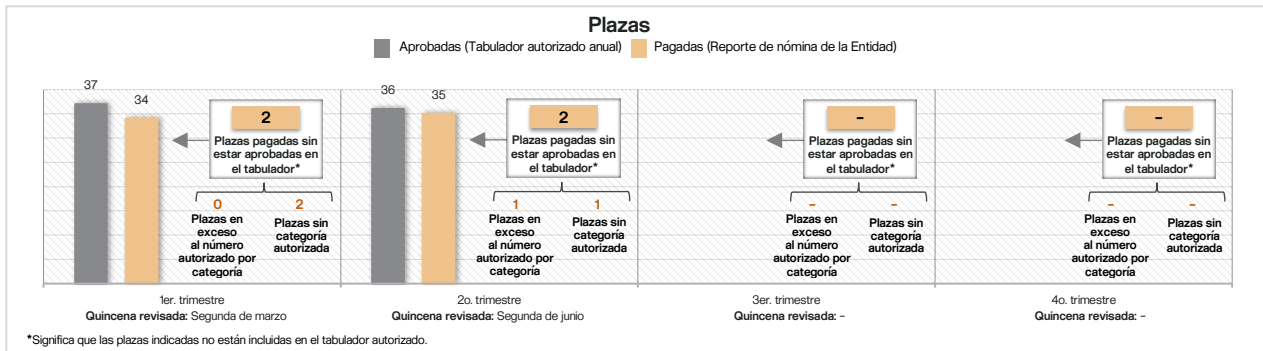 Plazas
Aprobadas (Tabulador autorizado anual)
Pagadas (Reporte de nómina de la Entidad)
37
34
2
Plazas pagadas sin
estar aprobadas en
el tabulador*
0
2
Plazas en
exceso
al número
autorizado por
categoría
Plazas sin
categoría
autorizada
1er. trimestre
Quincena revisada: Segunda de marzo
36
35
2
Plazas pagadas sin
estar aprobadas en
el tabulador*
1
1
Plazas en
exceso
al número
autorizado por
categoría
Plazas sin
categoría
autorizada
2o. trimestre
Quincena revisada: Segunda de junio
-
Plazas pagadas sin
estar aprobadas en
el tabulador*
-
-
Plazas en
exceso
al número
autorizado por
categoría
Plazas sin
categoría
autorizada
3er. trimestre
Quincena revisada: -
-
Plazas pagadas sin
estar aprobadas en
el tabulador*
-
-
Plazas en
exceso
al número
autorizado por
categoría
Plazas sin
categoría
autorizada
4o. trimestre
Quincena revisada: -
*Significa que las plazas indicadas no están incluidas en el tabulador autorizado.